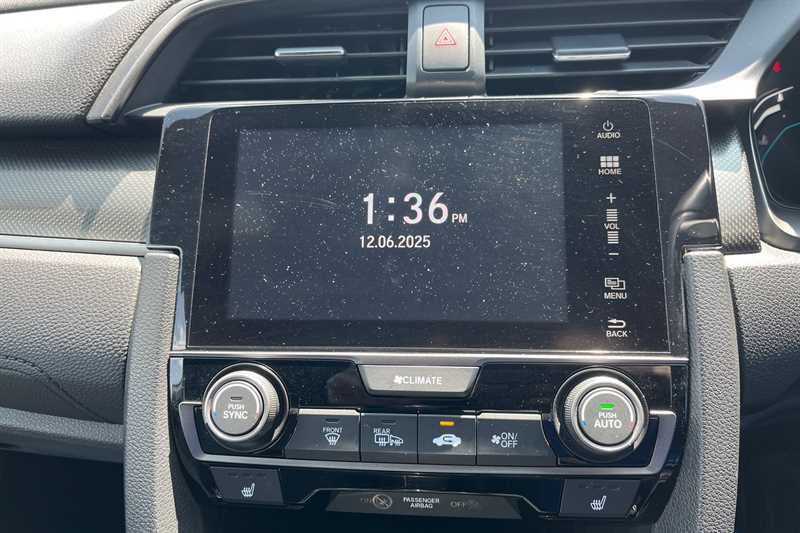 AUDIO
HOME
1:36 PM
12.06.2025
+
VOL
−
MENU
BACK
CLIMATE
PUSH
SYNC
FRONT
REAR
ON/
OFF
PUSH
AUTO
ON
PASSENGER
AIRBAG
OFF